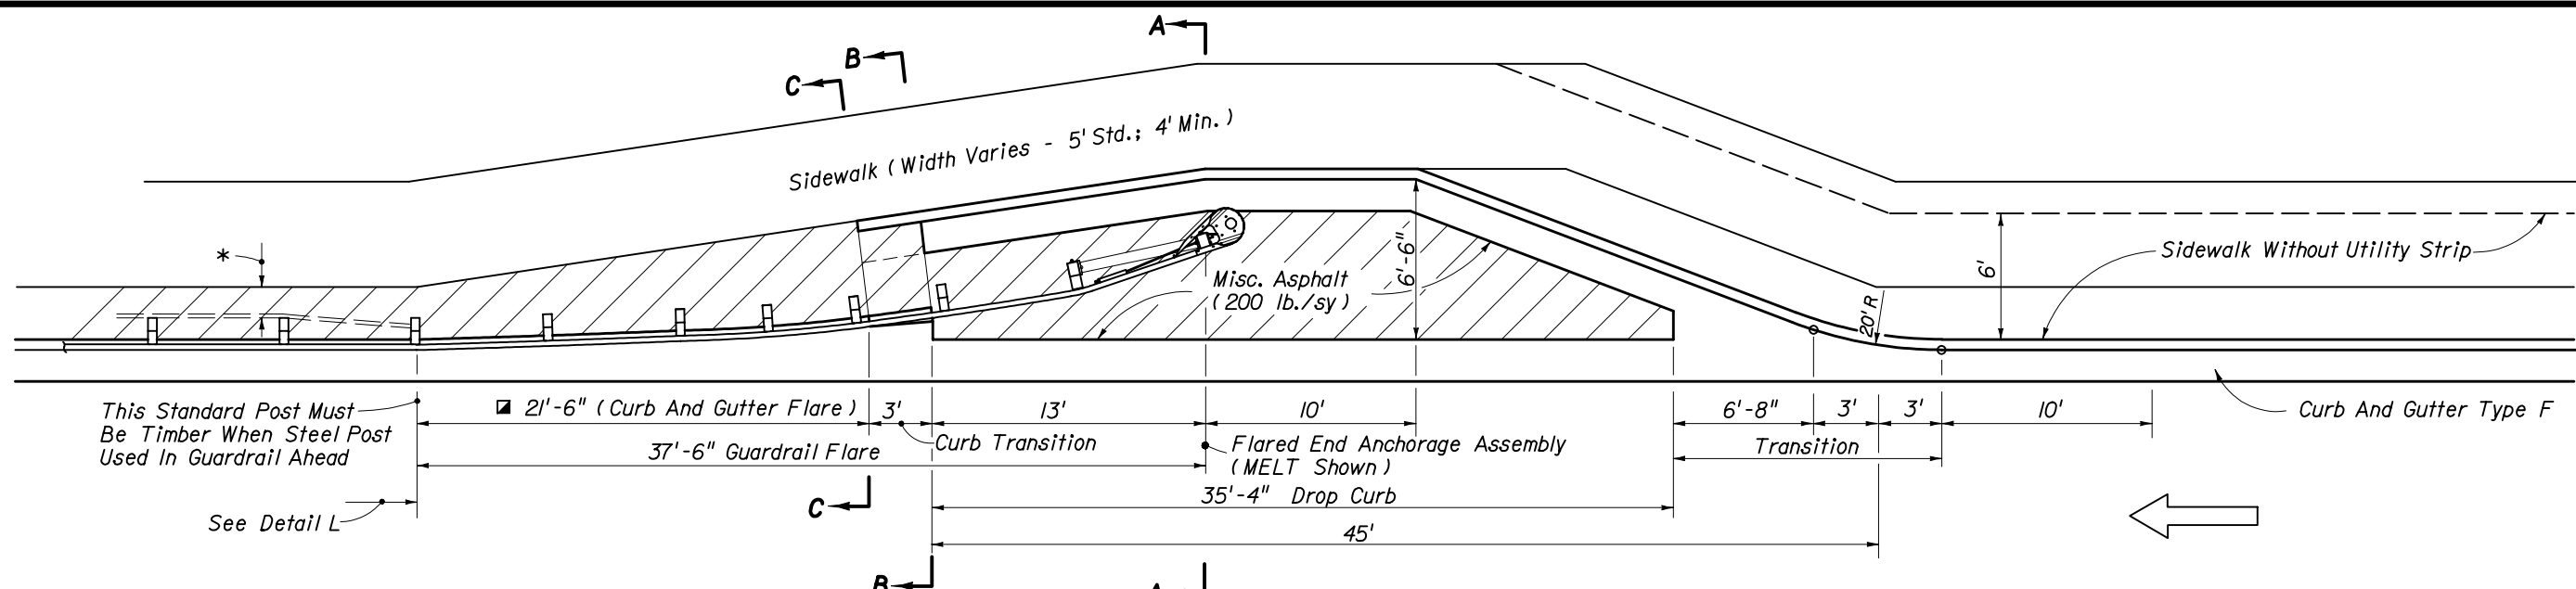 A
B
C
Sidewalk ( Width Varies - 5' Std.; 4' Min. )
*
Sidewalk Without Utility Strip
6'
6'-6"
Misc. Asphalt
( 200 lb./sy )
20' R
This Standard Post Must
Be Timber When Steel Post
Used In Guardrail Ahead
21'-6" ( Curb And Gutter Flare )
3'
13'
10'
6'-8"
3'
3'
10'
Curb And Gutter Type F
Curb Transition
37'-6" Guardrail Flare
Flared End Anchorage Assembly
( MELT Shown )
Transition
35'-4" Drop Curb
C
See Detail L
45'
B
A